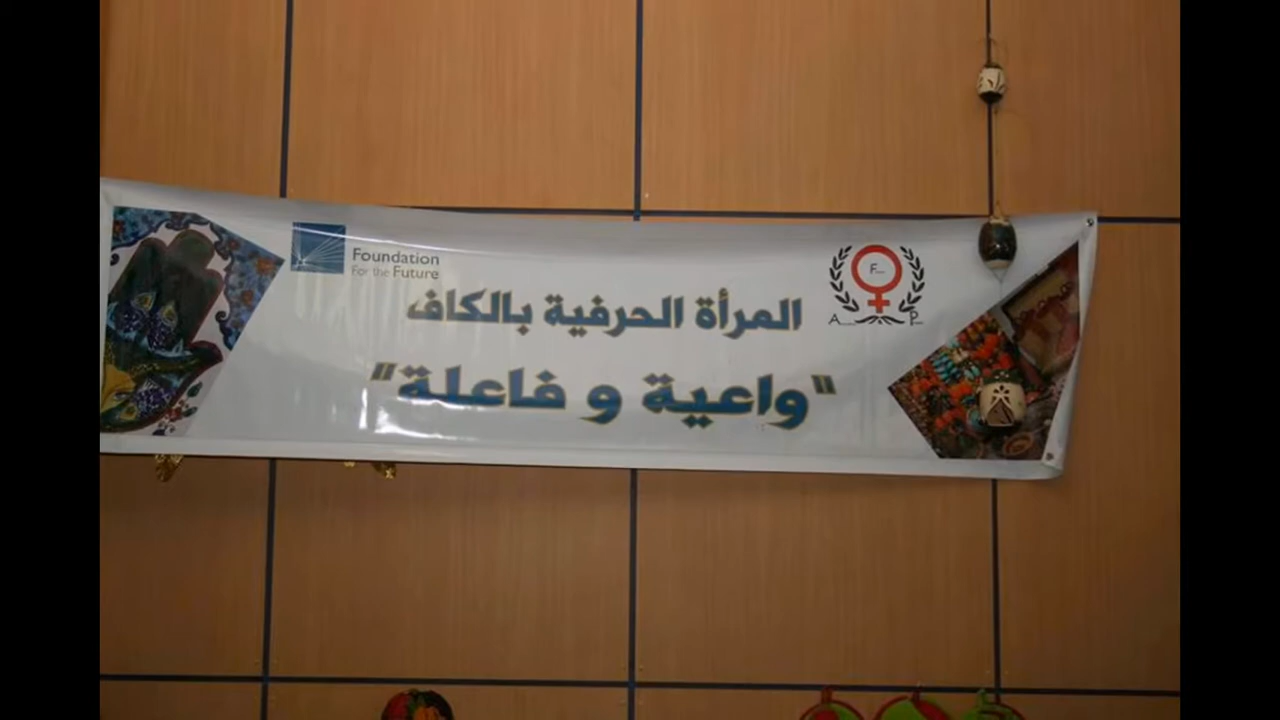 Foundation
For the Future
المرأة الحرفية بالكاف
"واعية و فاعلة"
F
A P